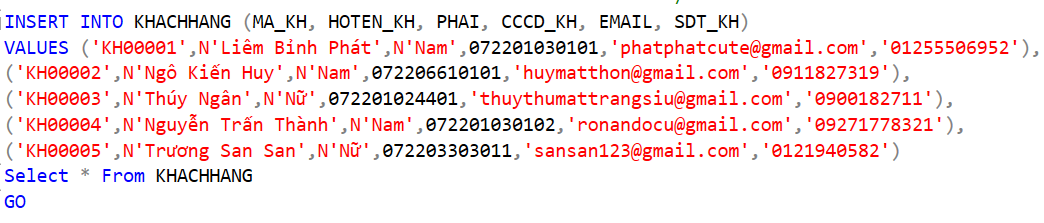 INSERT INTO KHACHHANG (MA_KH, HOTEN_KH, PHAI, CCCD_KH, EMAIL, SDT_KH)
VALUES ('KH00001',N'Liêm Bỉnh Phát',N'Nam',072201030101,'phatphatcute@gmail.com','01255506952'),
('KH00002',N'Ngô Kiến Huy',N'Nam',072206610101,'huymatthon@gmail.com','0911827319'),
('KH00003',N'Thúy Ngân',N'Nữ',072201024401,'thuythumattrangsiu@gmail.com','0900182711'),
('KH00004',N'Nguyễn Trấn Thành',N'Nam',072201030102,'ronandocu@gmail.com','09271778321'),
('KH00005',N'Trương San San',N'Nữ',072203303011,'sansan123@gmail.com','0121940582')
Select * From KHACHHANG
GO